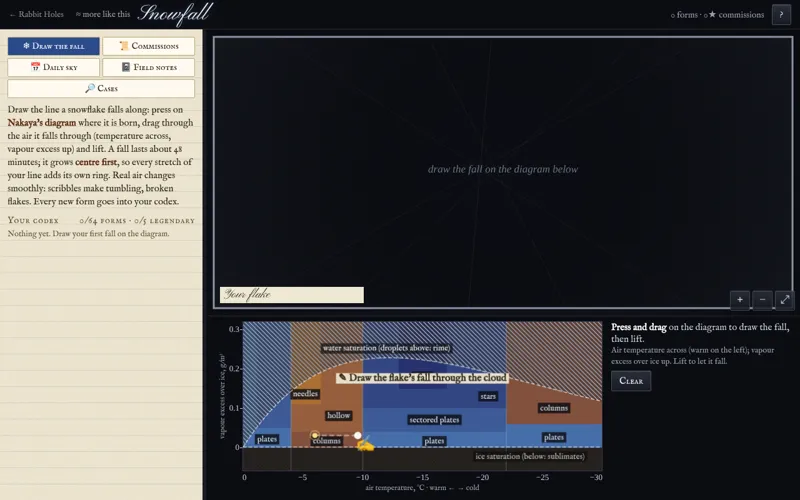 ← Rabbit Holes
≈ more like this
Snowfall
0 forms · 0★ commissions
?
❄ Draw the fall
📜 Commissions
📅 Daily sky
📓 Field notes
🔎 Cases
Draw the line a snowflake falls along: press on
Nakaya's diagram where it is born, drag through
the air it falls through (temperature across,
vapour excess up) and lift. A fall lasts about 48
minutes; it grows centre first, so every stretch of
your line adds its own ring. Real air changes
smoothly: scribbles make tumbling, broken
flakes. Every new form goes into your codex.
Your codex
0/64 forms · 0/5 legendary
Nothing yet. Draw your first fall on the diagram.
draw the fall on the diagram below
Your flake
+
−
⤢
vapour excess over ice, g/m³
0.3
0.2
0.1
0
water saturation (droplets above: rime)
✎ Draw the flake's fall through the cloud
needles
stars
hollow
columns
sectored plates
plates
columns
plates
plates
ice saturation (below: sublimates)
0
−5
−10
−15
−20
−25
−30
air temperature, °C · warm ← → cold
Press and drag on the diagram to draw the fall,
then lift.
Air temperature across (warm on the left); vapour
excess over ice up. Lift to let it fall.
Clear